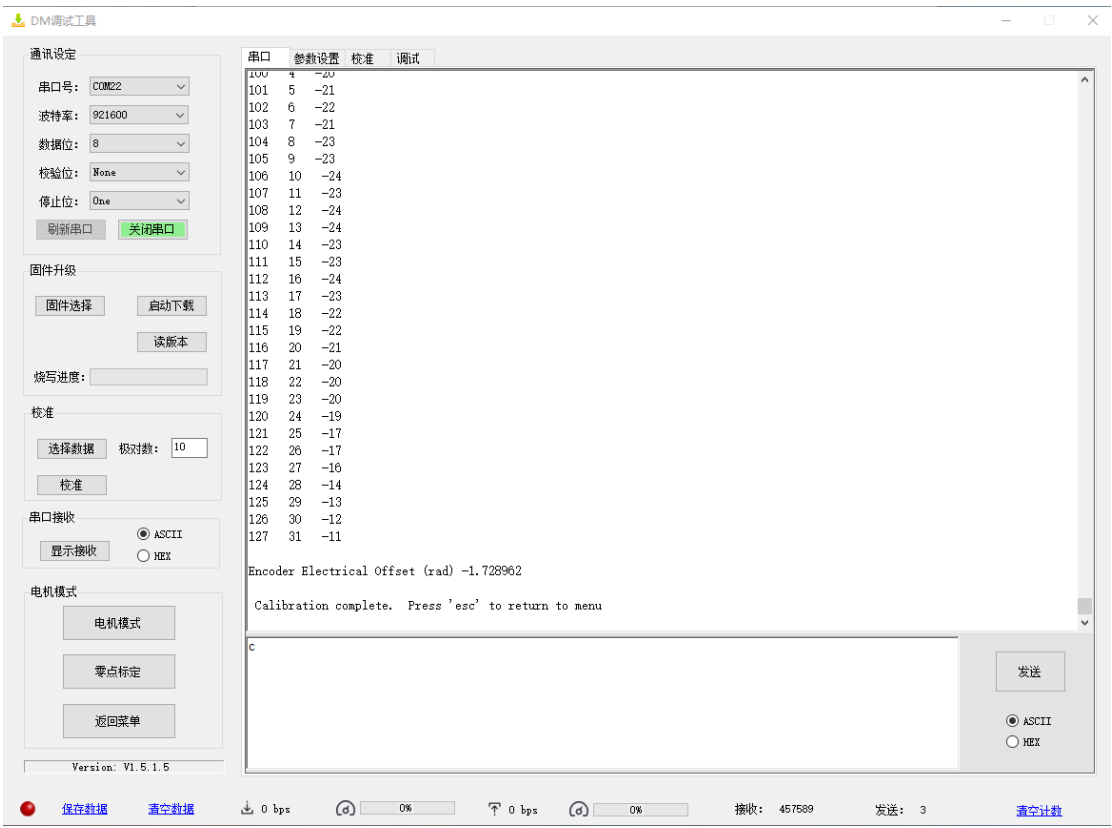 DM调试工具
通讯设定
串口号: COM22
波特率: 921600
数据位: 8
校验位: None
停止位: One
刷新串口 关闭串口
固件升级
固件选择 启动下载
读版本
烧写进度:
校准
选择数据 极对数: 10
校准
串口接收
显示接收
ASCII
HEX
电机模式
电机模式
零点标定
返回菜单
Version: V1.5.1.5
串口 参数设置 校准 调试
100 4 -20
101 5 -21
102 6 -22
103 7 -21
104 8 -23
105 9 -23
106 10 -24
107 11 -23
108 12 -24
109 13 -24
110 14 -23
111 15 -23
112 16 -24
113 17 -23
114 18 -22
115 19 -22
116 20 -21
117 21 -20
118 22 -20
119 23 -20
120 24 -19
121 25 -17
122 26 -17
123 27 -16
124 28 -14
125 29 -13
126 30 -12
127 31 -11
Encoder Electrical Offset (rad) -1.728962
Calibration complete. Press 'esc' to return to menu
c
发送
ASCII
HEX
保存数据 清空数据 0 bps 0% 0 bps 0% 接收: 457589 发送: 3 清空计数